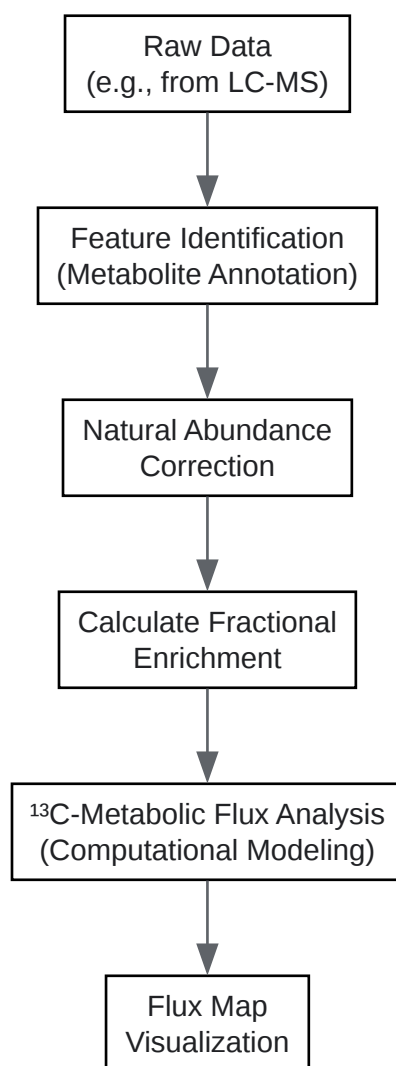 Raw Data
(e.g., from LC-MS)
Feature Identification
(Metabolite Annotation)
Natural Abundance
Correction
Calculate Fractional
Enrichment
¹³C-Metabolic Flux Analysis
(Computational Modeling)
Flux Map
Visualization